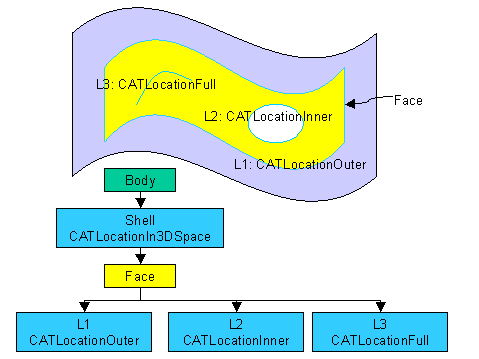 L3: CATLocationFull
Face
L2: CATLocationInner
L1: CATLocationOuter
Body
Shell
CATLocationIn3DSpace
Face
L1
CATLocationOuter
L2
CATLocationInner
L3
CATLocationFull